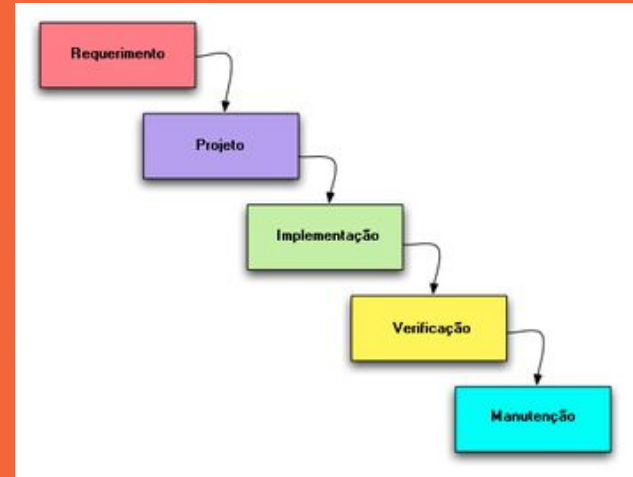 Requerimento
Projeto
Implementação
Verificação
Manutenção